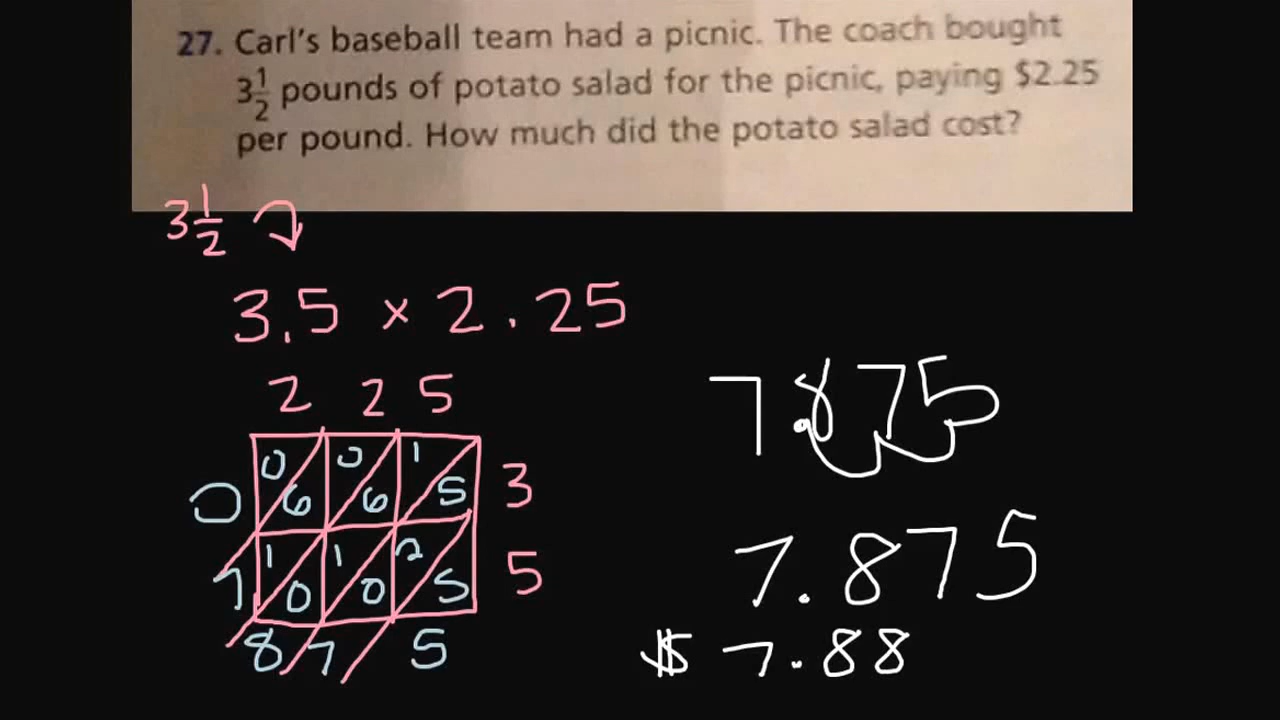 27. Carl's baseball team had a picnic. The coach bought
3 1/2 pounds of potato salad for the picnic, paying $2.25
per pound. How much did the potato salad cost?
3 1/2
3.5 × 2.25
2 2 5
7.875
0 0 1
0 6 6 5 3
1 1 2
7 0 0 5 5
8 7 5
7.875
$ 7.88